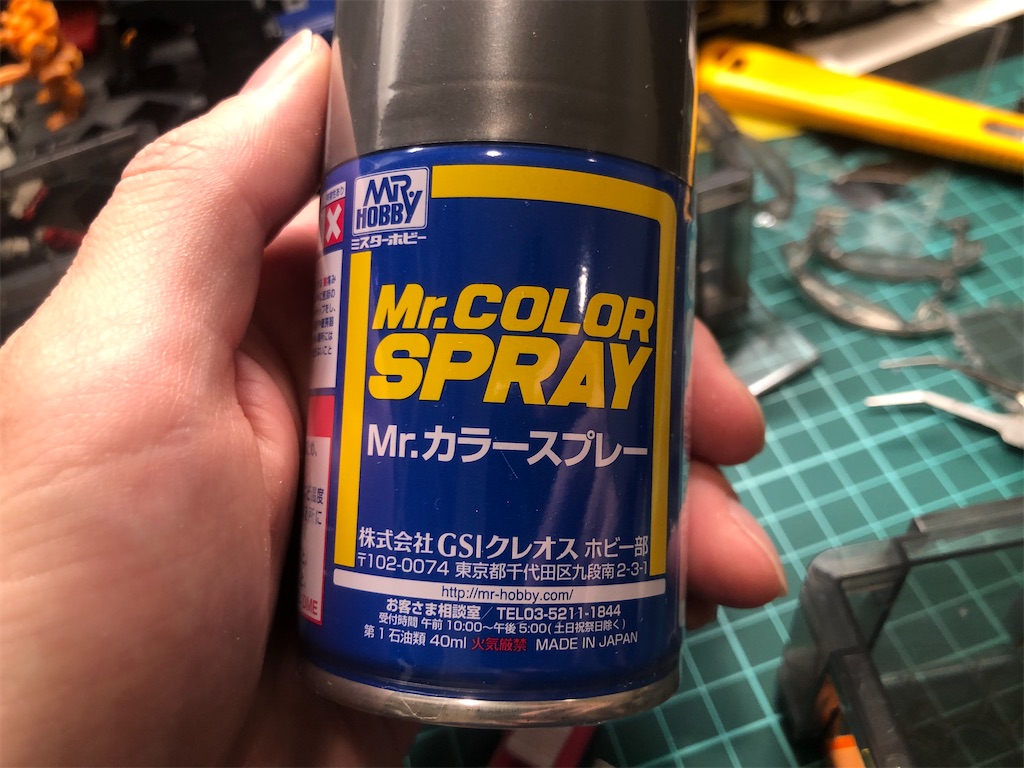 MR.
HOBBY
ミスターホビー
Mr.COLOR
SPRAY
Mr.カラースプレー
株式会社 GSIクレオス ホビー部
〒102-0074 東京都千代田区九段南2-3-1
http://mr-hobby.com/
お客さま相談室／TEL03-5211-1844
受付時間 午前 10:00〜午後 5:00(土日祝祭日除く)
第1石油類 40ml 火気厳禁 MADE IN JAPAN